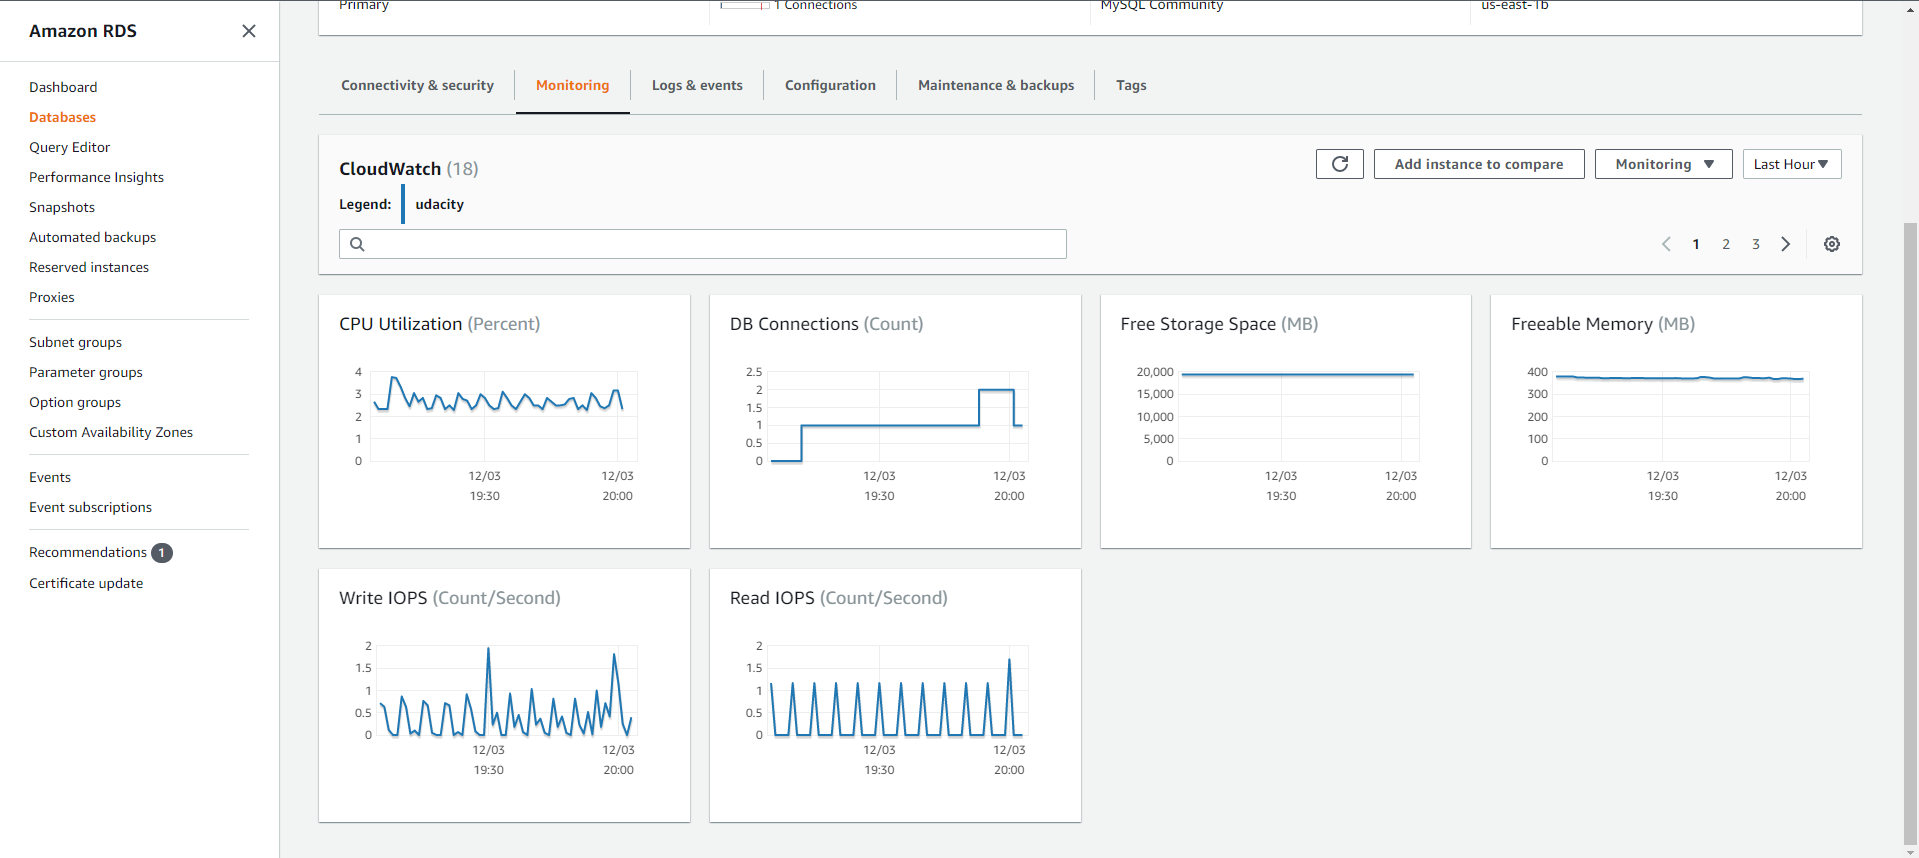 Amazon RDS
Dashboard
Databases
Query Editor
Performance Insights
Snapshots
Automated backups
Reserved instances
Proxies
Subnet groups
Parameter groups
Option groups
Custom Availability Zones
Events
Event subscriptions
Recommendations 1
Certificate update
Primary 1 Connections MySQL Community us-east-1b
Connectivity & security Monitoring Logs & events Configuration Maintenance & backups Tags
CloudWatch (18)
Add instance to compare Monitoring Last Hour
Legend: udacity
1 2 3
CPU Utilization (Percent)
4
3
2
1
0
12/03 12/03
19:30 20:00
DB Connections (Count)
2.5
2
1.5
1
0.5
0
12/03 12/03
19:30 20:00
Free Storage Space (MB)
20,000
15,000
10,000
5,000
0
12/03 12/03
19:30 20:00
Freeable Memory (MB)
400
300
200
100
0
12/03 12/03
19:30 20:00
Write IOPS (Count/Second)
2
1.5
1
0.5
0
12/03 12/03
19:30 20:00
Read IOPS (Count/Second)
2
1.5
1
0.5
0
12/03 12/03
19:30 20:00